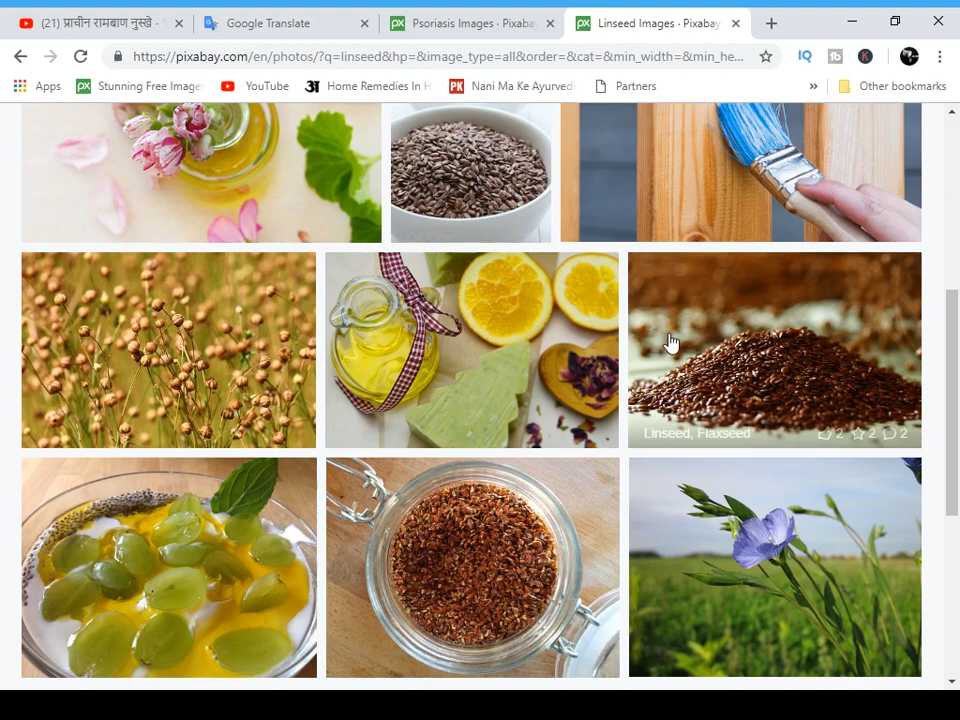 (21) प्राचीन रामबाण नुस्खे -
Google Translate
Psoriasis Images · Pixaba
Linseed Images · Pixabay
https://pixabay.com/en/photos/?q=linseed&hp=&image_type=all&order=&cat=&min_width=&min_he...
Apps
Stunning Free Image
YouTube
Home Remedies In H
Nani Ma Ke Ayurvedi
Partners
»
Other bookmarks
Linseed, Flaxseed
2 2 2